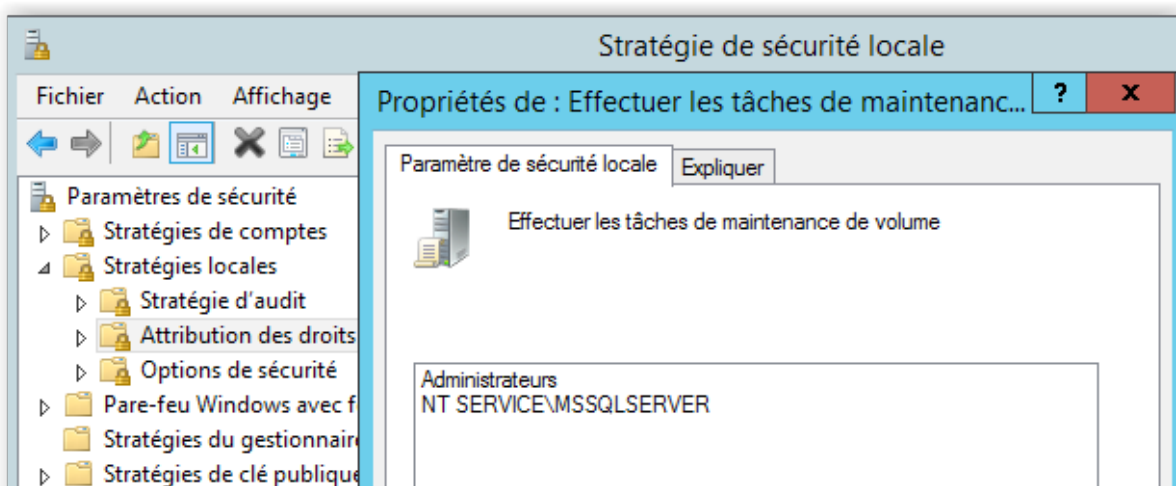 Stratégie de sécurité locale
Fichier Action Affichage
Propriétés de : Effectuer les tâches de maintenanc... ? x
Paramètre de sécurité locale Expliquer
Effectuer les tâches de maintenance de volume
Paramètres de sécurité
Stratégies de comptes
Stratégies locales
Stratégie d'audit
Attribution des droits
Options de sécurité
Pare-feu Windows avec
Stratégies du
Stratégies de clé publique
Administrateurs
NT SERVICE\MSSQLSERVER